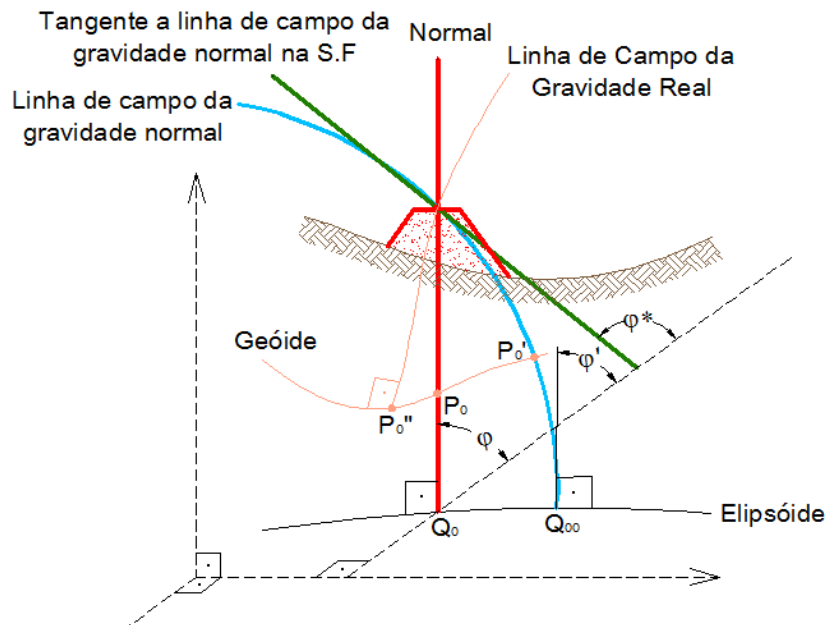 Tangente a linha de campo da
gravidade normal na S.F
Normal
Linha de Campo da
Gravidade Real
Linha de campo da
gravidade normal
Geóide
φ*
P₀'
φ'
P₀
P₀''
φ
Q₀
Q₀₀
Elipsóide